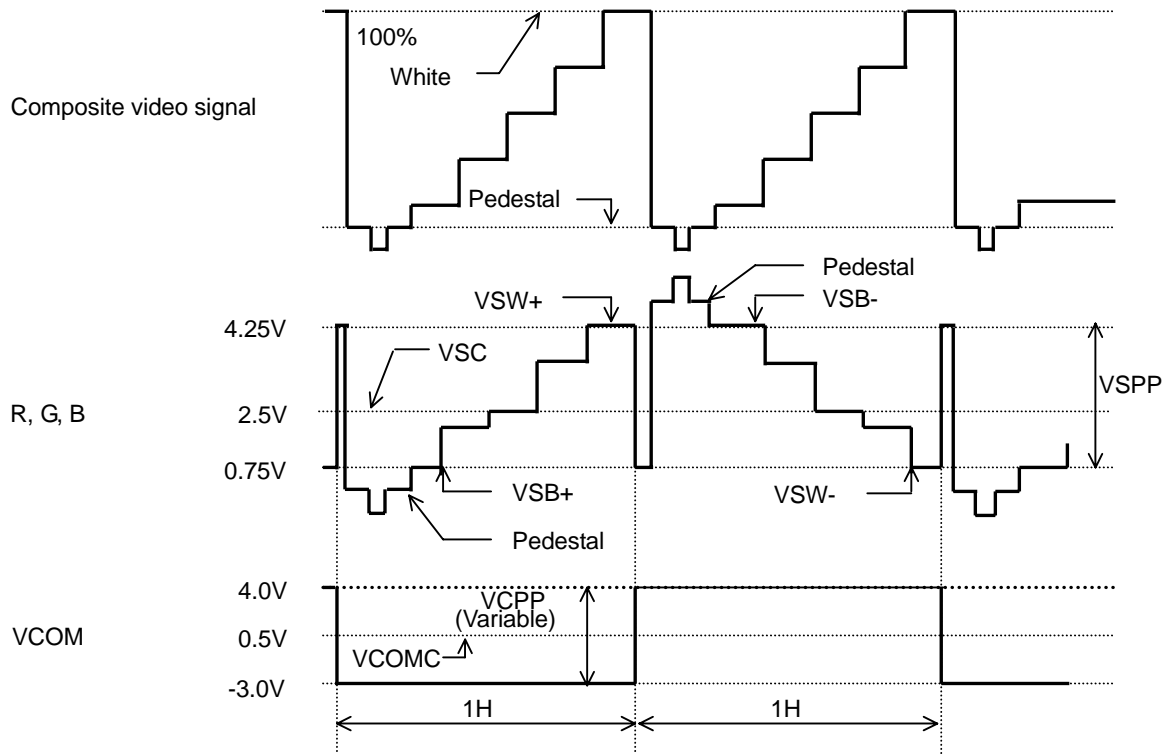 100%
White
Composite video signal
Pedestal
Pedestal
VSW+
VSB-
4.25V
VSC
VSPP
R, G, B
2.5V
0.75V
VSB+
VSW-
Pedestal
4.0V
VCPP
(Variable)
VCOM
0.5V
VCOMC
-3.0V
1H
1H